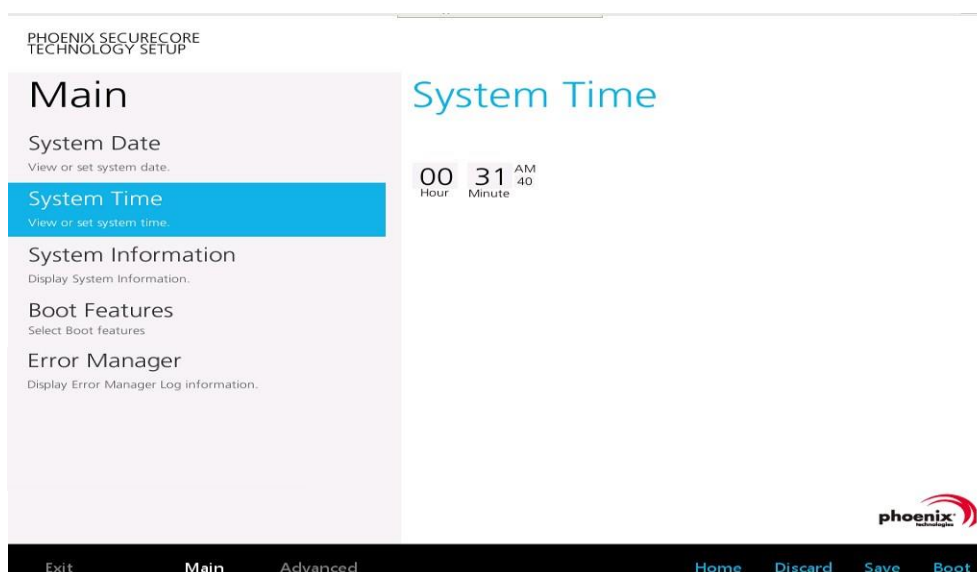 PHOENIX SECURECORE
TECHNOLOGY SETUP
Main
System Date
View or set system date.
System Time
View or set system time.
System Information
Display System Information.
Boot Features
Select Boot features
Error Manager
Display Error Manager Log information.
System Time
00 31 AM
40
Hour Minute
phoenix
technologies
Exit Main Advanced Home Discard Save Boot